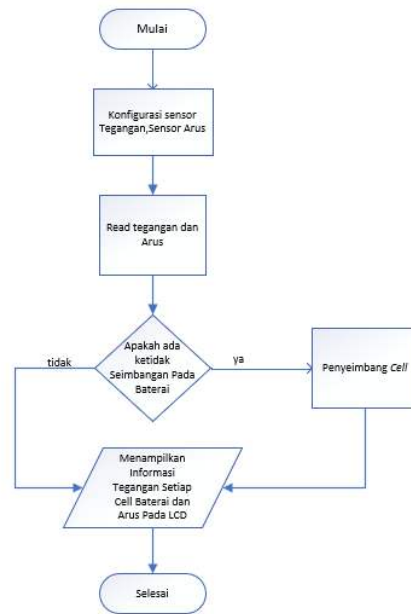 Mulai
Konfigurasi sensor
Tegangan,Sensor Arus
Read tegangan dan
Arus
Apakah ada
ketidak
Seimbangan Pada
Baterai
tidak
ya
Penyeimbang Cell
Menampilkan
Informasi
Tegangan Setiap
Cell Baterai dan
Arus Pada LCD
Selesai